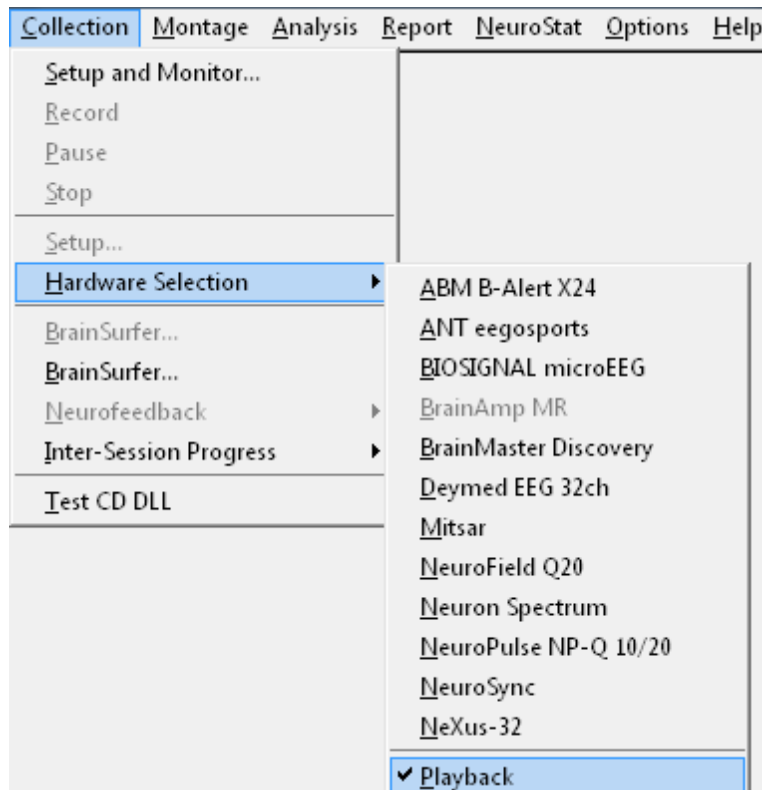 Collection Montage Analysis Report NeuroStat Options Help
Setup and Monitor...
Record
Pause
Stop
Setup...
Hardware Selection
BrainSurfer...
BrainSurfer...
Neurofeedback
Inter-Session Progress
Test CD DLL
ABM B-Alert X24
ANT eegosports
BIOSIGNAL microEEG
BrainAmp MR
BrainMaster Discovery
Deymed EEG 32ch
Mitsar
NeuroField Q20
Neuron Spectrum
NeuroPulse NP-Q 10/20
NeuroSync
NeXus-32
Playback